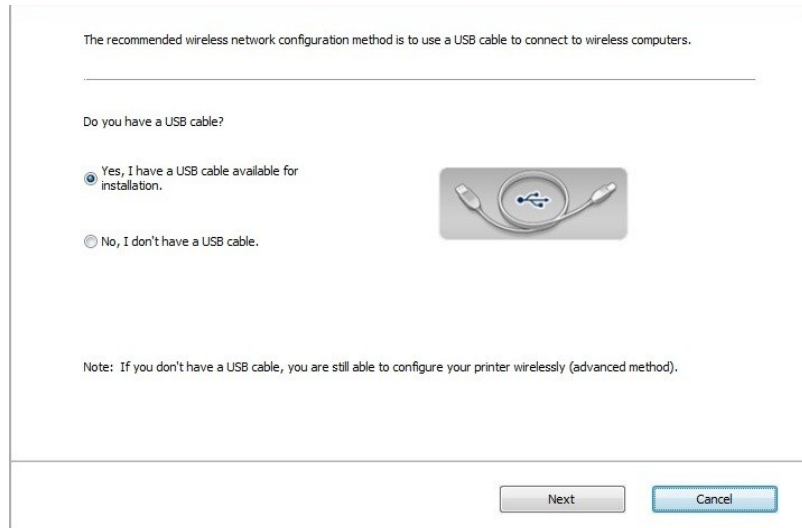 The recommended wireless network configuration method is to use a USB cable to connect to wireless computers.
Do you have a USB cable?
Yes, I have a USB cable available for
installation.
No, I don't have a USB cable.
Note:  If you don't have a USB cable, you are still able to configure your printer wirelessly (advanced method).
Next
Cancel